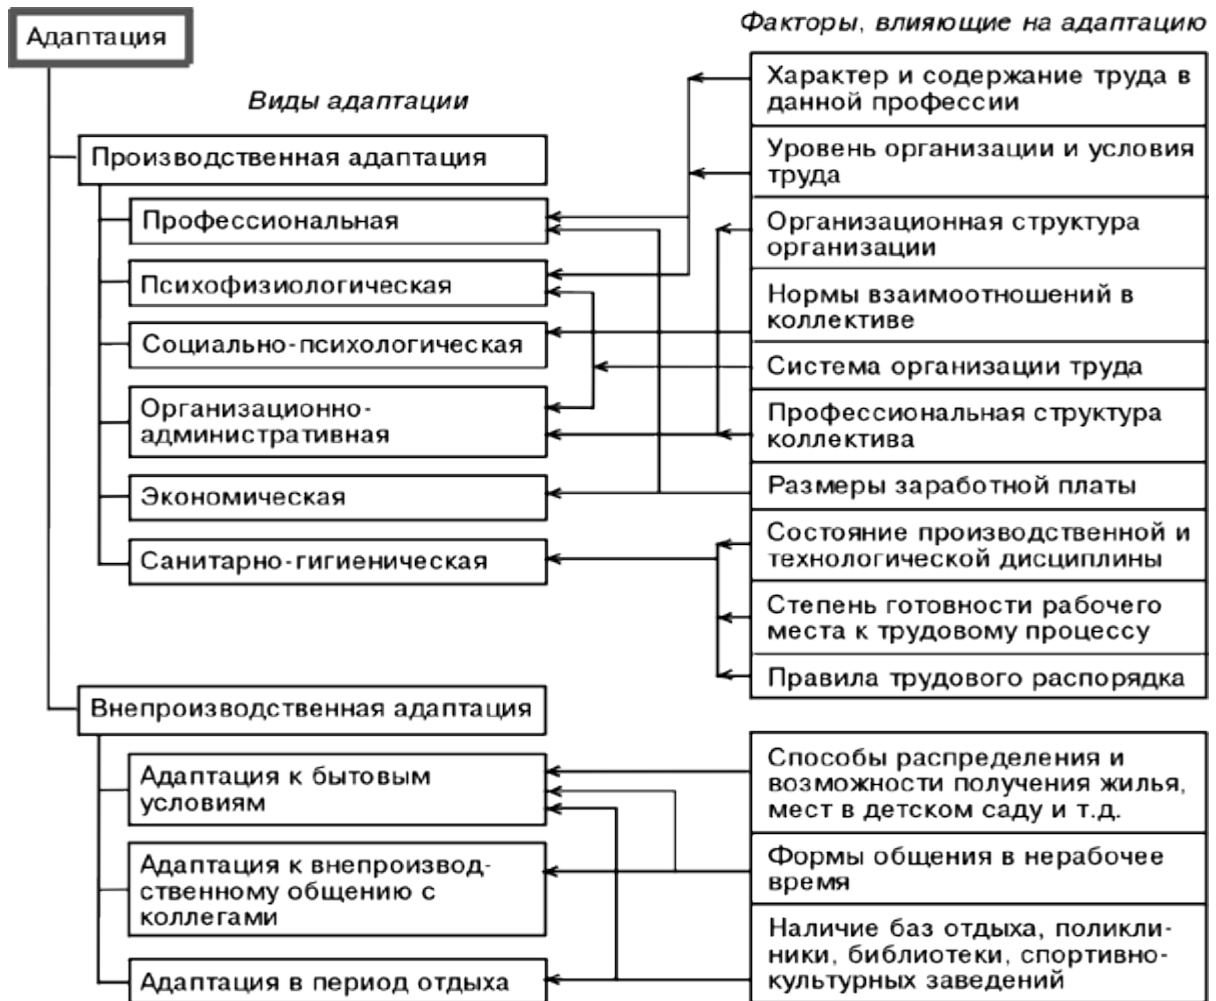 Адаптация
Факторы, влияющие на адаптацию
Виды адаптации
Производственная адаптация
Профессиональная
Психофизиологическая
Социально-психологическая
Организационно-
административная
Экономическая
Санитарно-гигиеническая
Внепроизводственная адаптация
Адаптация к бытовым
условиям
Адаптация к внепроизвод-
ственному общению с
коллегами
Адаптация в период отдыха
Характер и содержание труда в
данной профессии
Уровень организации и условия
труда
Организационная структура
организации
Нормы взаимоотношений в
коллективе
Система организации труда
Профессиональная структура
коллектива
Размеры заработной платы
Состояние производственной и
технологической дисциплины
Степень готовности рабочего
места к трудовому процессу
Правила трудового распорядка
Способы распределения и
возможности получения жилья,
мест в детском саду и т.д.
Формы общения в нерабочее
время
Наличие баз отдыха, поликли-
ники, библиотеки, спортивно-
культурных заведений